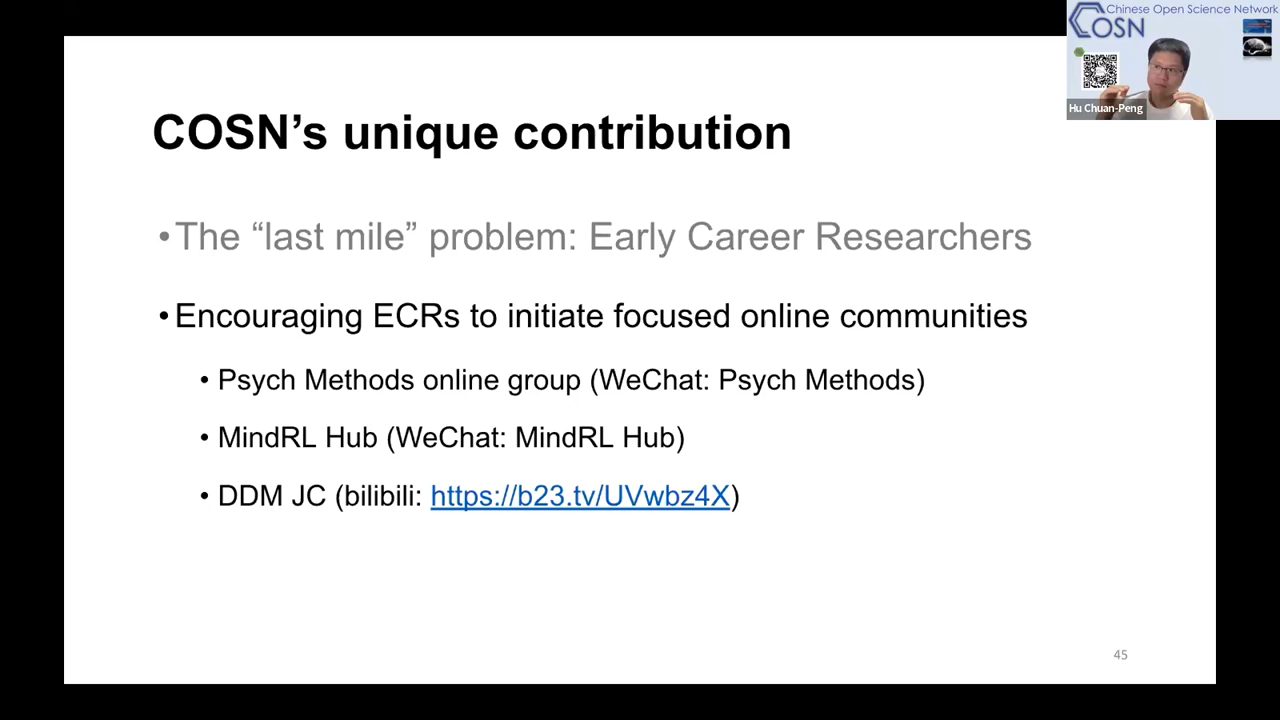 Chinese Open Science Network
COSN
Hu Chuan-Peng
COSN’s unique contribution
•The “last mile” problem: Early Career Researchers
•Encouraging ECRs to initiate focused online communities
• Psych Methods online group (WeChat: Psych Methods)
• MindRL Hub (WeChat: MindRL Hub)
• DDM JC (bilibili: https://b23.tv/UVwbz4X)
45